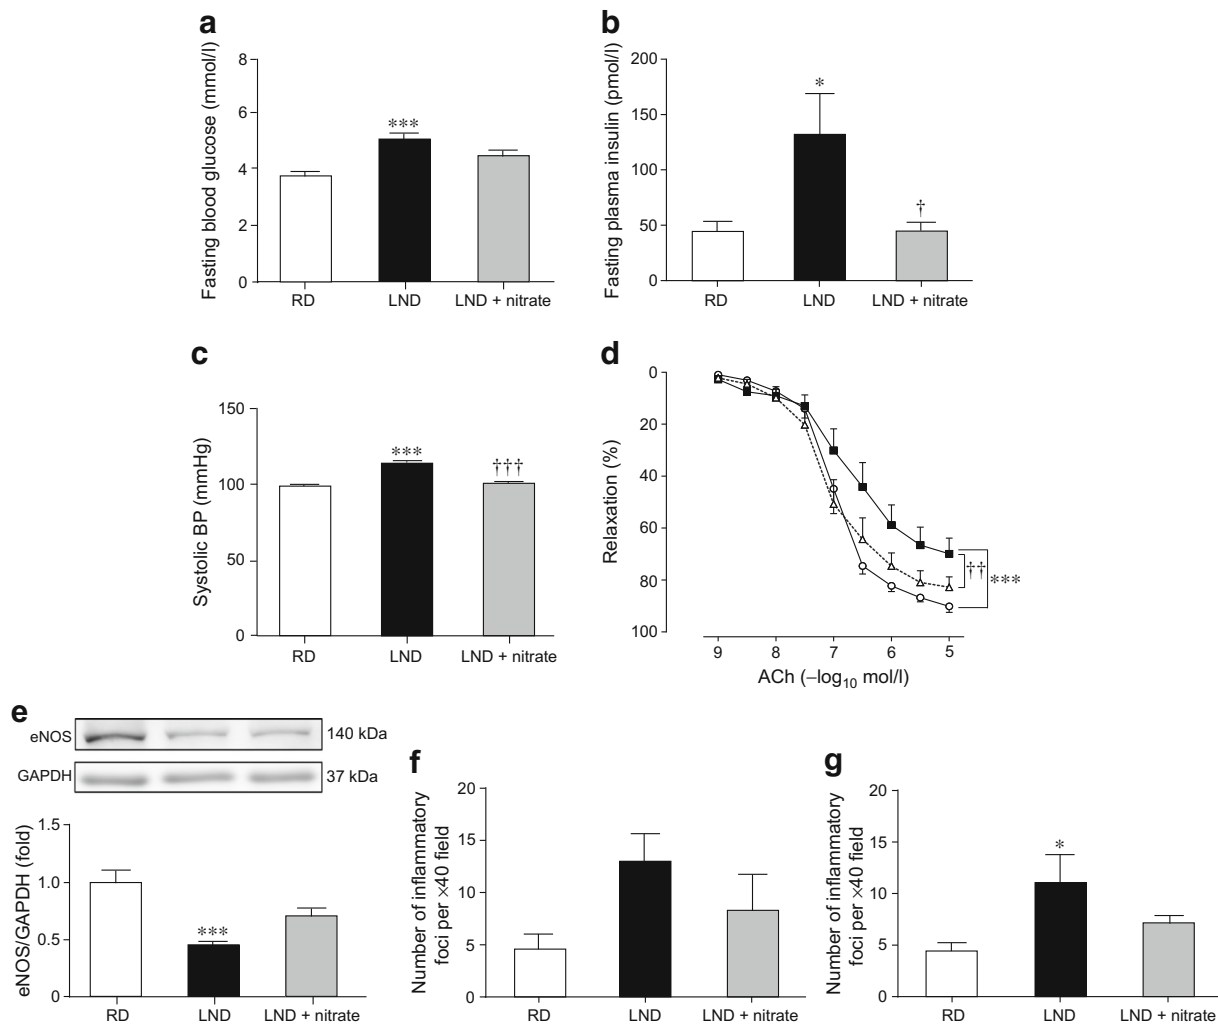 a
Fasting blood glucose (mmol/l)
8
6
4
2
0
***
RD
LND
LND + nitrate
b
Fasting plasma insulin (pmol/l)
200
150
100
50
0
*
†
RD
LND
LND + nitrate
c
Systolic BP (mmHg)
150
100
50
0
***
†††
RD
LND
LND + nitrate
d
Relaxation (%)
0
20
40
60
80
100
††
***
9
8
7
6
5
ACh (–log10 mol/l)
e
eNOS
140 kDa
GAPDH
37 kDa
eNOS/GAPDH (fold)
1.5
1.0
0.5
0
***
RD
LND
LND + nitrate
f
Number of inflammatory
foci per ×40 field
20
15
10
5
0
RD
LND
LND + nitrate
g
Number of inflammatory
foci per ×40 field
20
15
10
5
0
*
RD
LND
LND + nitrate